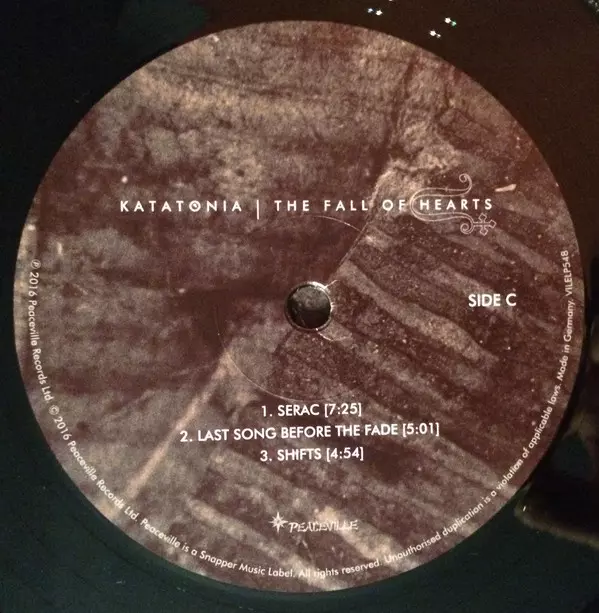 KATATONIA | THE FALL OF HEARTS
SIDE C
1. SERAC [7:25]
2. LAST SONG BEFORE THE FADE [5:01]
3. SHIFTS [4:54]
PEACEVILLE
℗ 2016 Peaceville Records Ltd. © 2016 Peaceville Records Ltd. Peaceville is a Snapper Music Label. All rights reserved. Unauthorised duplication is a violation of applicable laws. Made in Germany. VILELP548